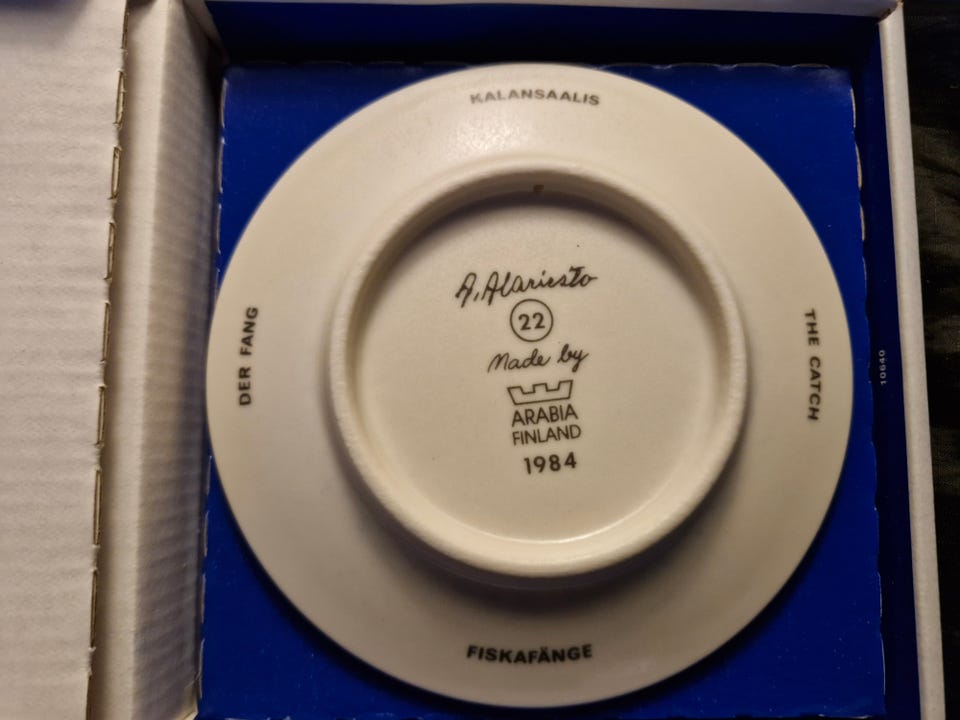 KALANSAALIS
DER FANG
THE CATCH
A. Alariesto
22
Made by
ARABIA
FINLAND
1984
FISKAFÄNGE
10640